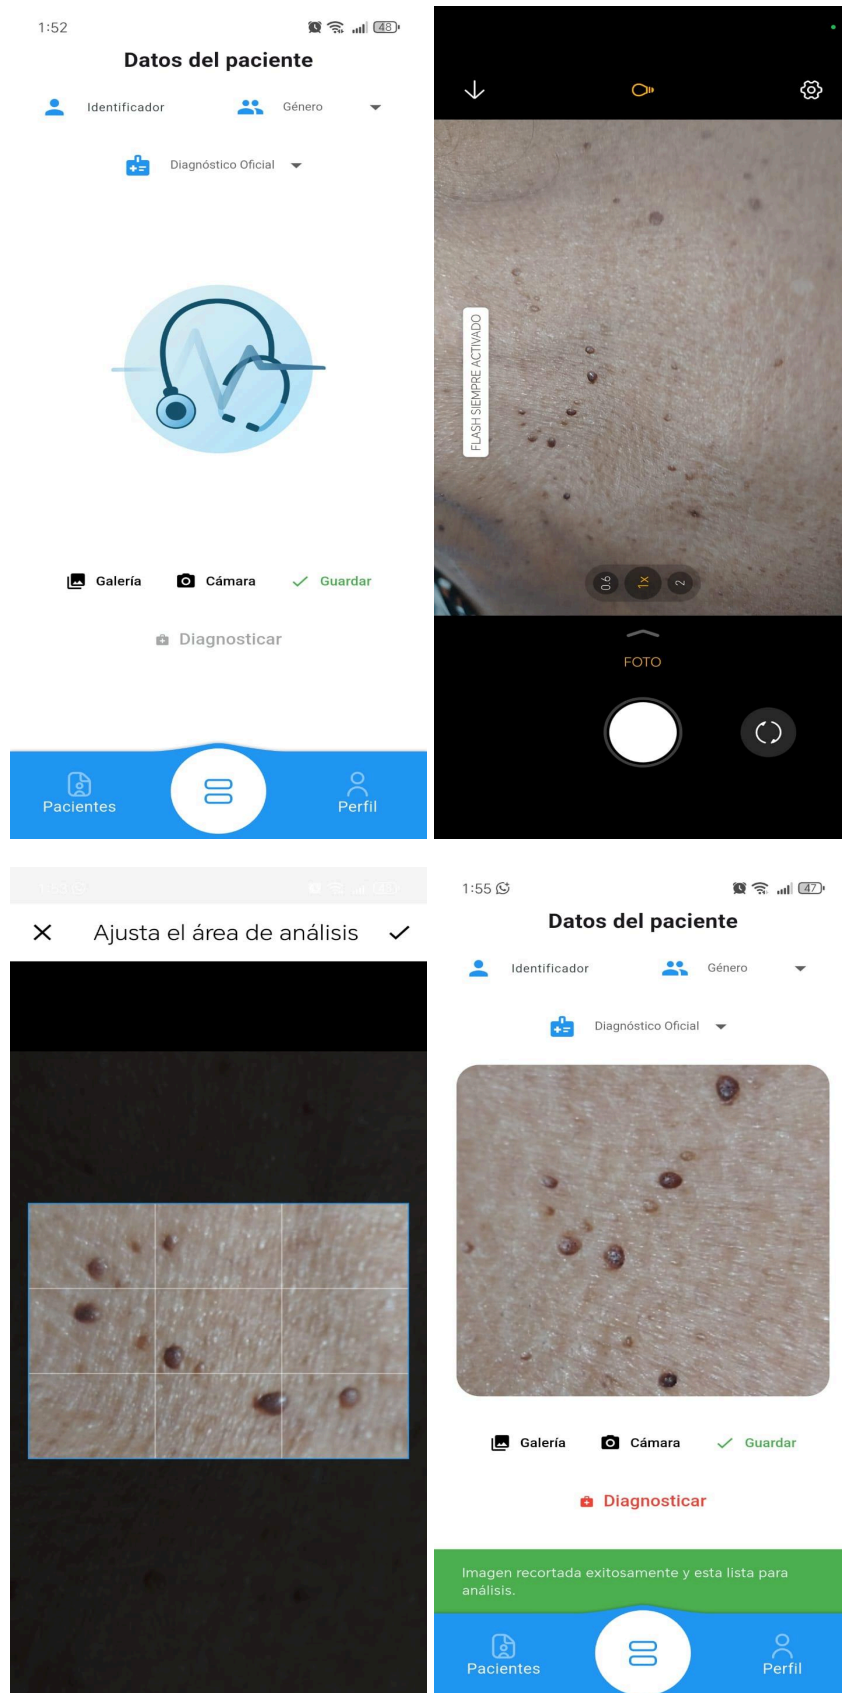 1:52
48
Datos del paciente
Identificador
Género
Diagnóstico Oficial
Galería
Cámara
Guardar
Diagnosticar
Pacientes
Perfil
FLASH SIEMPRE ACTIVADO
0.6
1x
2
FOTO
Ajusta el área de análisis
1:55
47
Datos del paciente
Identificador
Género
Diagnóstico Oficial
Galería
Cámara
Guardar
Diagnosticar
Imagen recortada exitosamente y esta lista para
análisis.
Pacientes
Perfil